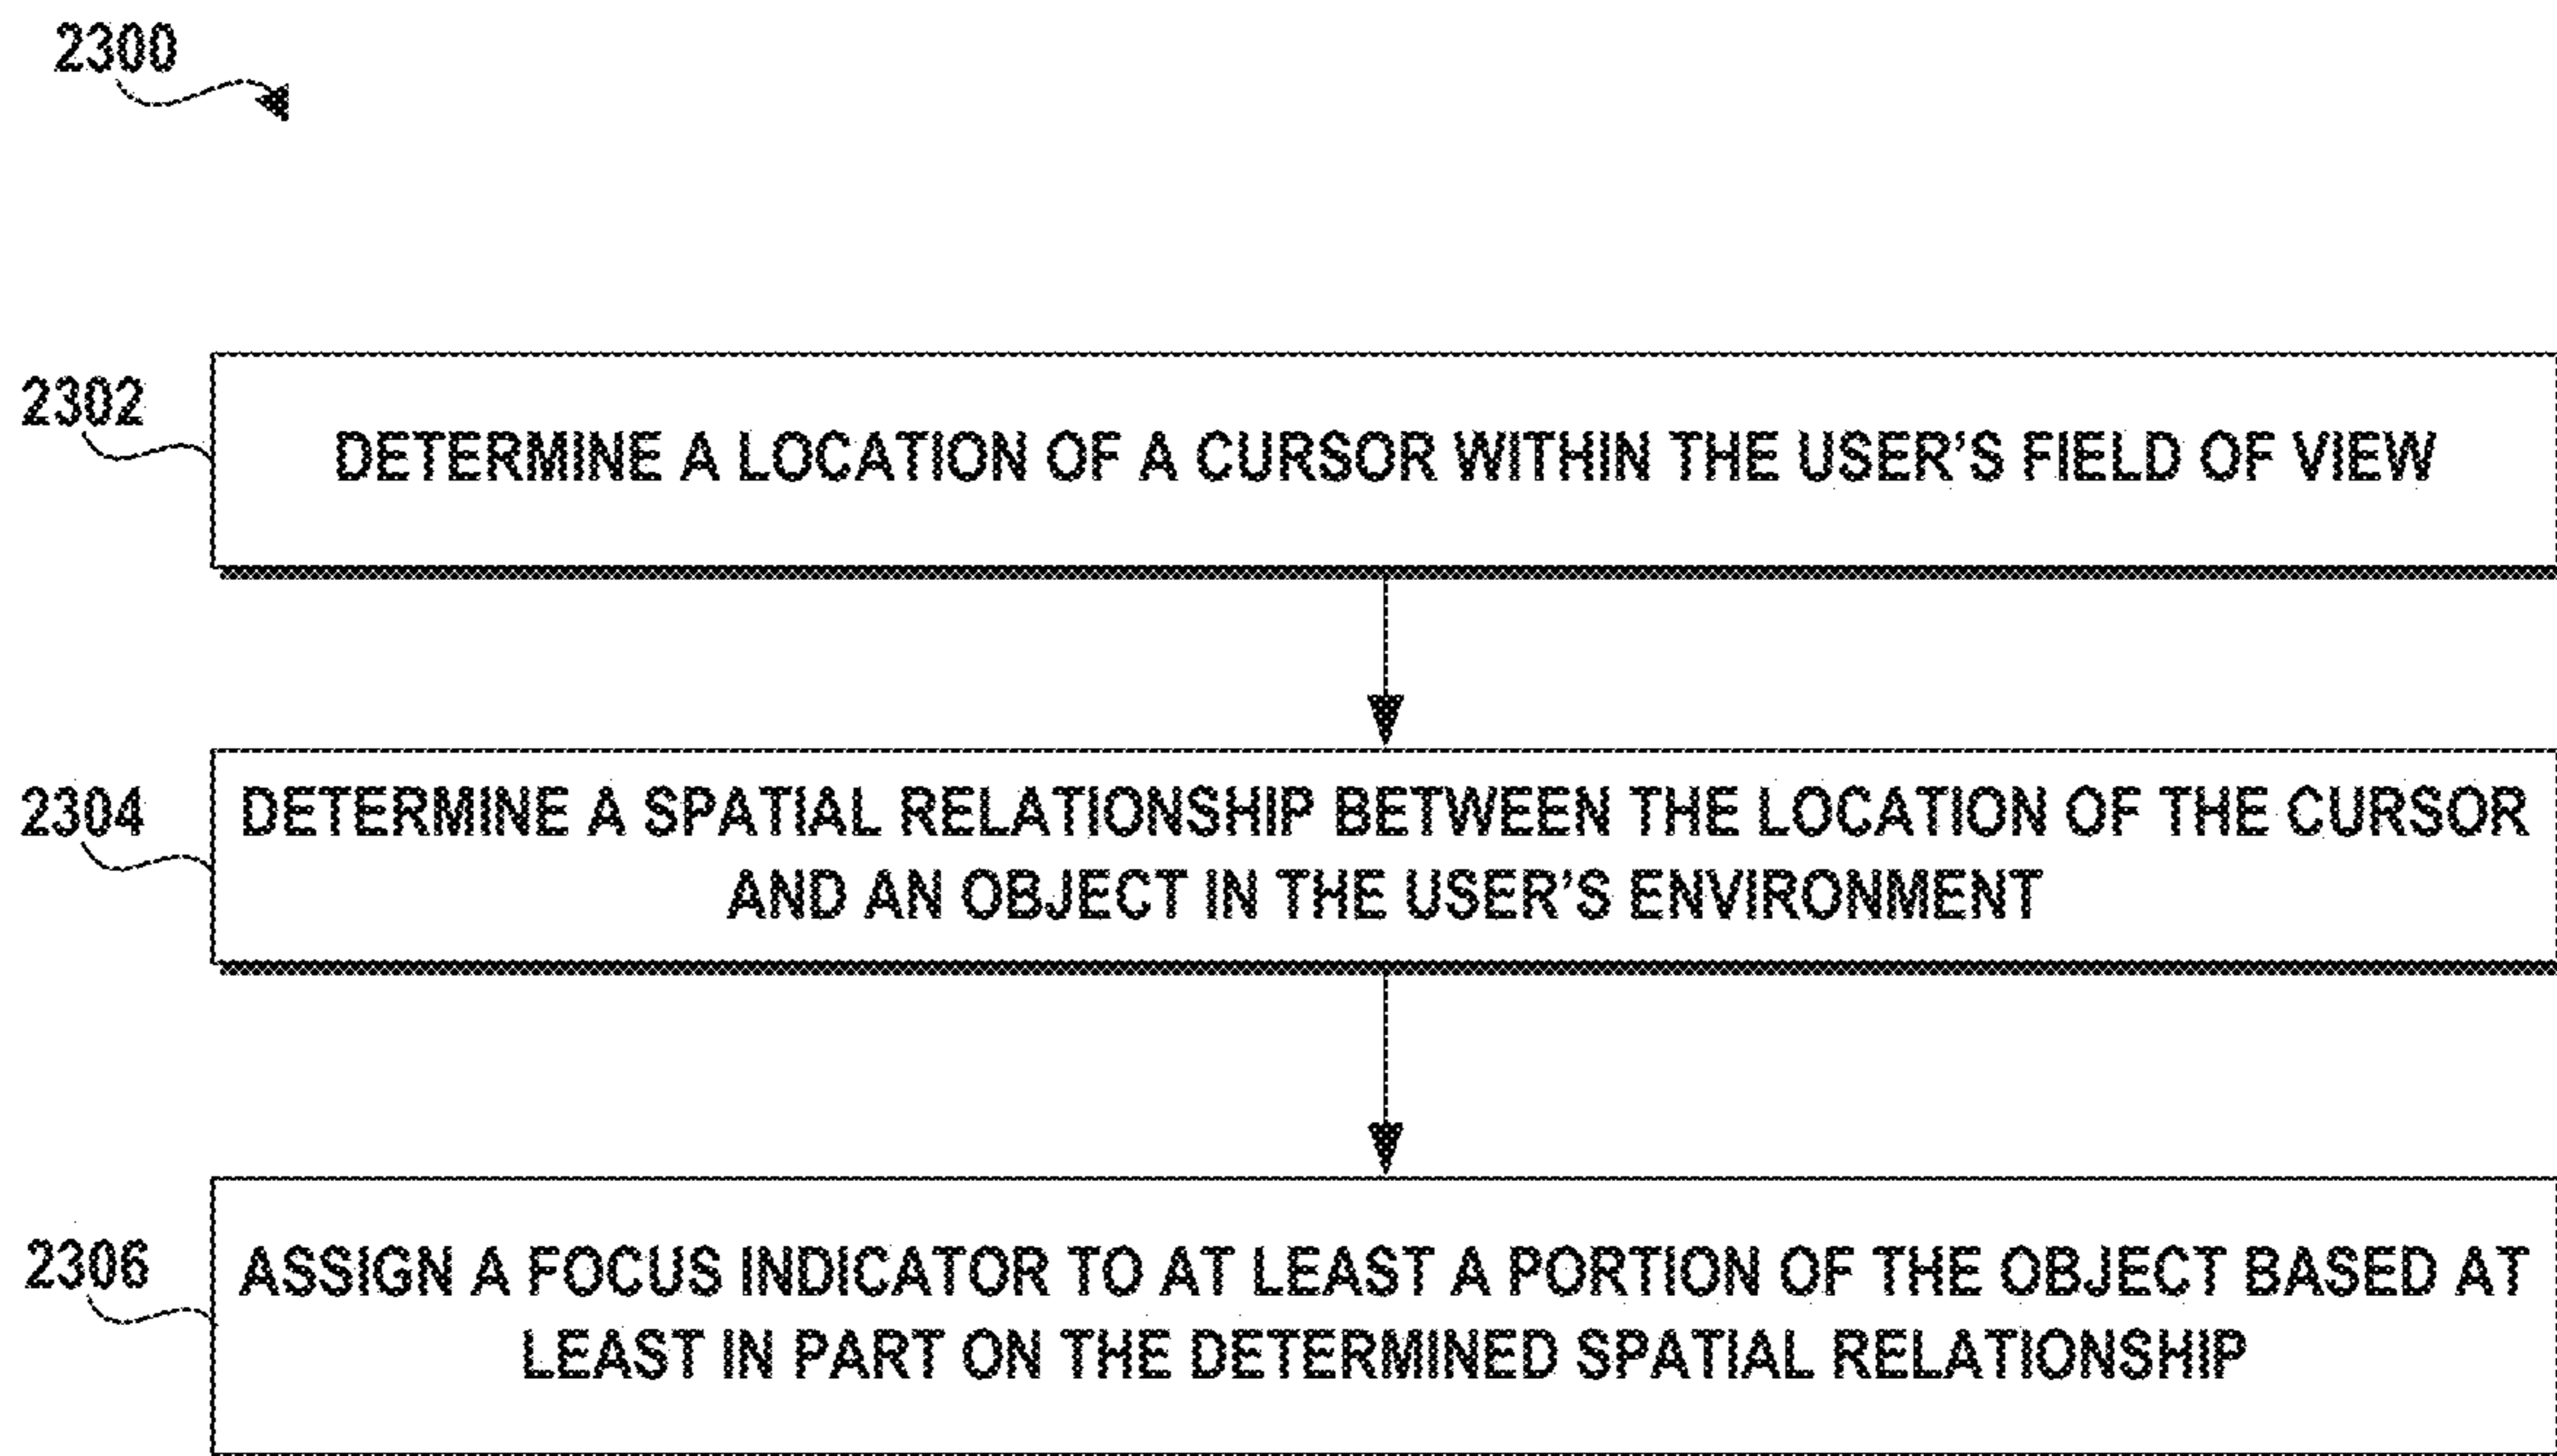 2300
2302
DETERMINE A LOCATION OF A CURSOR WITHIN THE USER'S FIELD OF VIEW
2304
DETERMINE A SPATIAL RELATIONSHIP BETWEEN THE LOCATION OF THE CURSOR
AND AN OBJECT IN THE USER'S ENVIRONMENT
2306
ASSIGN A FOCUS INDICATOR TO AT LEAST A PORTION OF THE OBJECT BASED AT
LEAST IN PART ON THE DETERMINED SPATIAL RELATIONSHIP